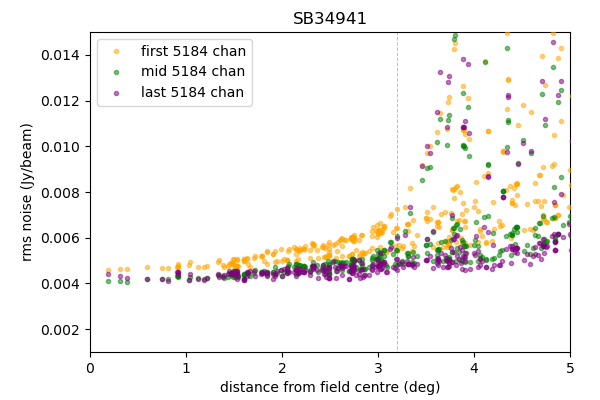 SB34941
first 5184 chan
mid 5184 chan
last 5184 chan
rms noise (Jy/beam)
0.014
0.012
0.010
0.008
0.006
0.004
0.002
0 1 2 3 4 5
distance from field centre (deg)